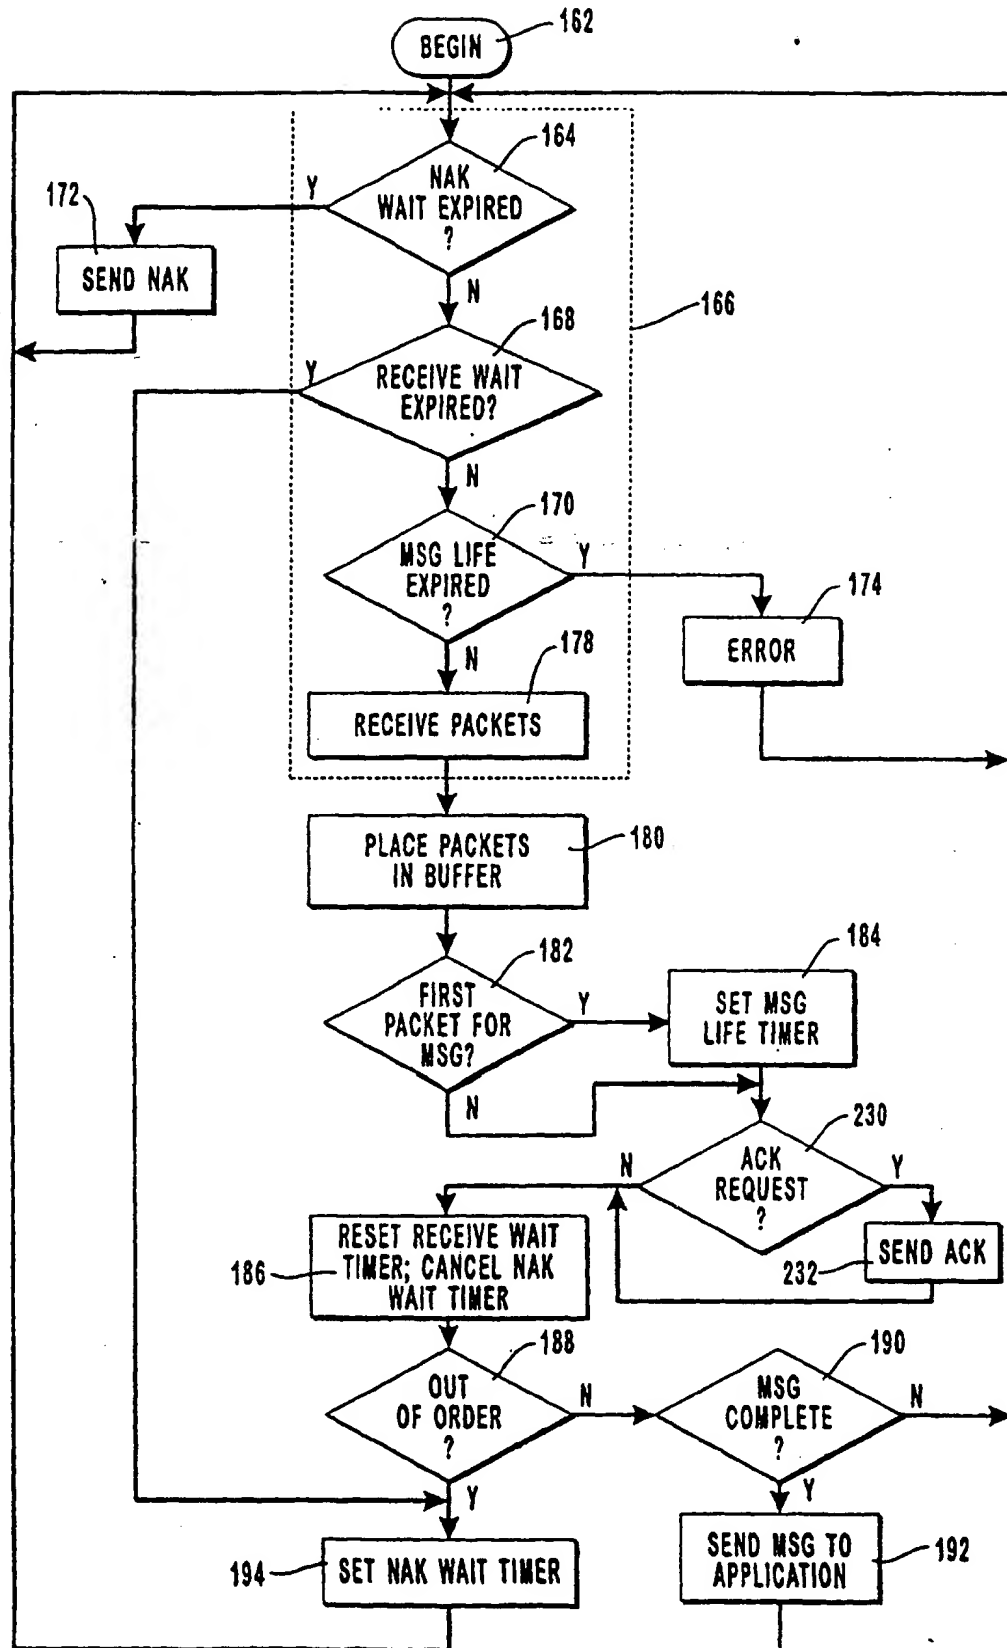 BEGIN
162
164
NAK
WAIT EXPIRED
?
Y
N
172
SEND NAK
166
168
RECEIVE WAIT
EXPIRED?
Y
N
170
MSG LIFE
EXPIRED
?
Y
N
174
ERROR
178
RECEIVE PACKETS
PLACE PACKETS
IN BUFFER
180
182
FIRST
PACKET FOR
MSG?
Y
N
184
SET MSG
LIFE TIMER
230
ACK
REQUEST
?
N
Y
SEND ACK
232
RESET RECEIVE WAIT
TIMER; CANCEL NAK
WAIT TIMER
186
188
OUT
OF ORDER
?
N
Y
190
MSG
COMPLETE
?
N
Y
194
SET NAK WAIT TIMER
SEND MSG TO
APPLICATION
192